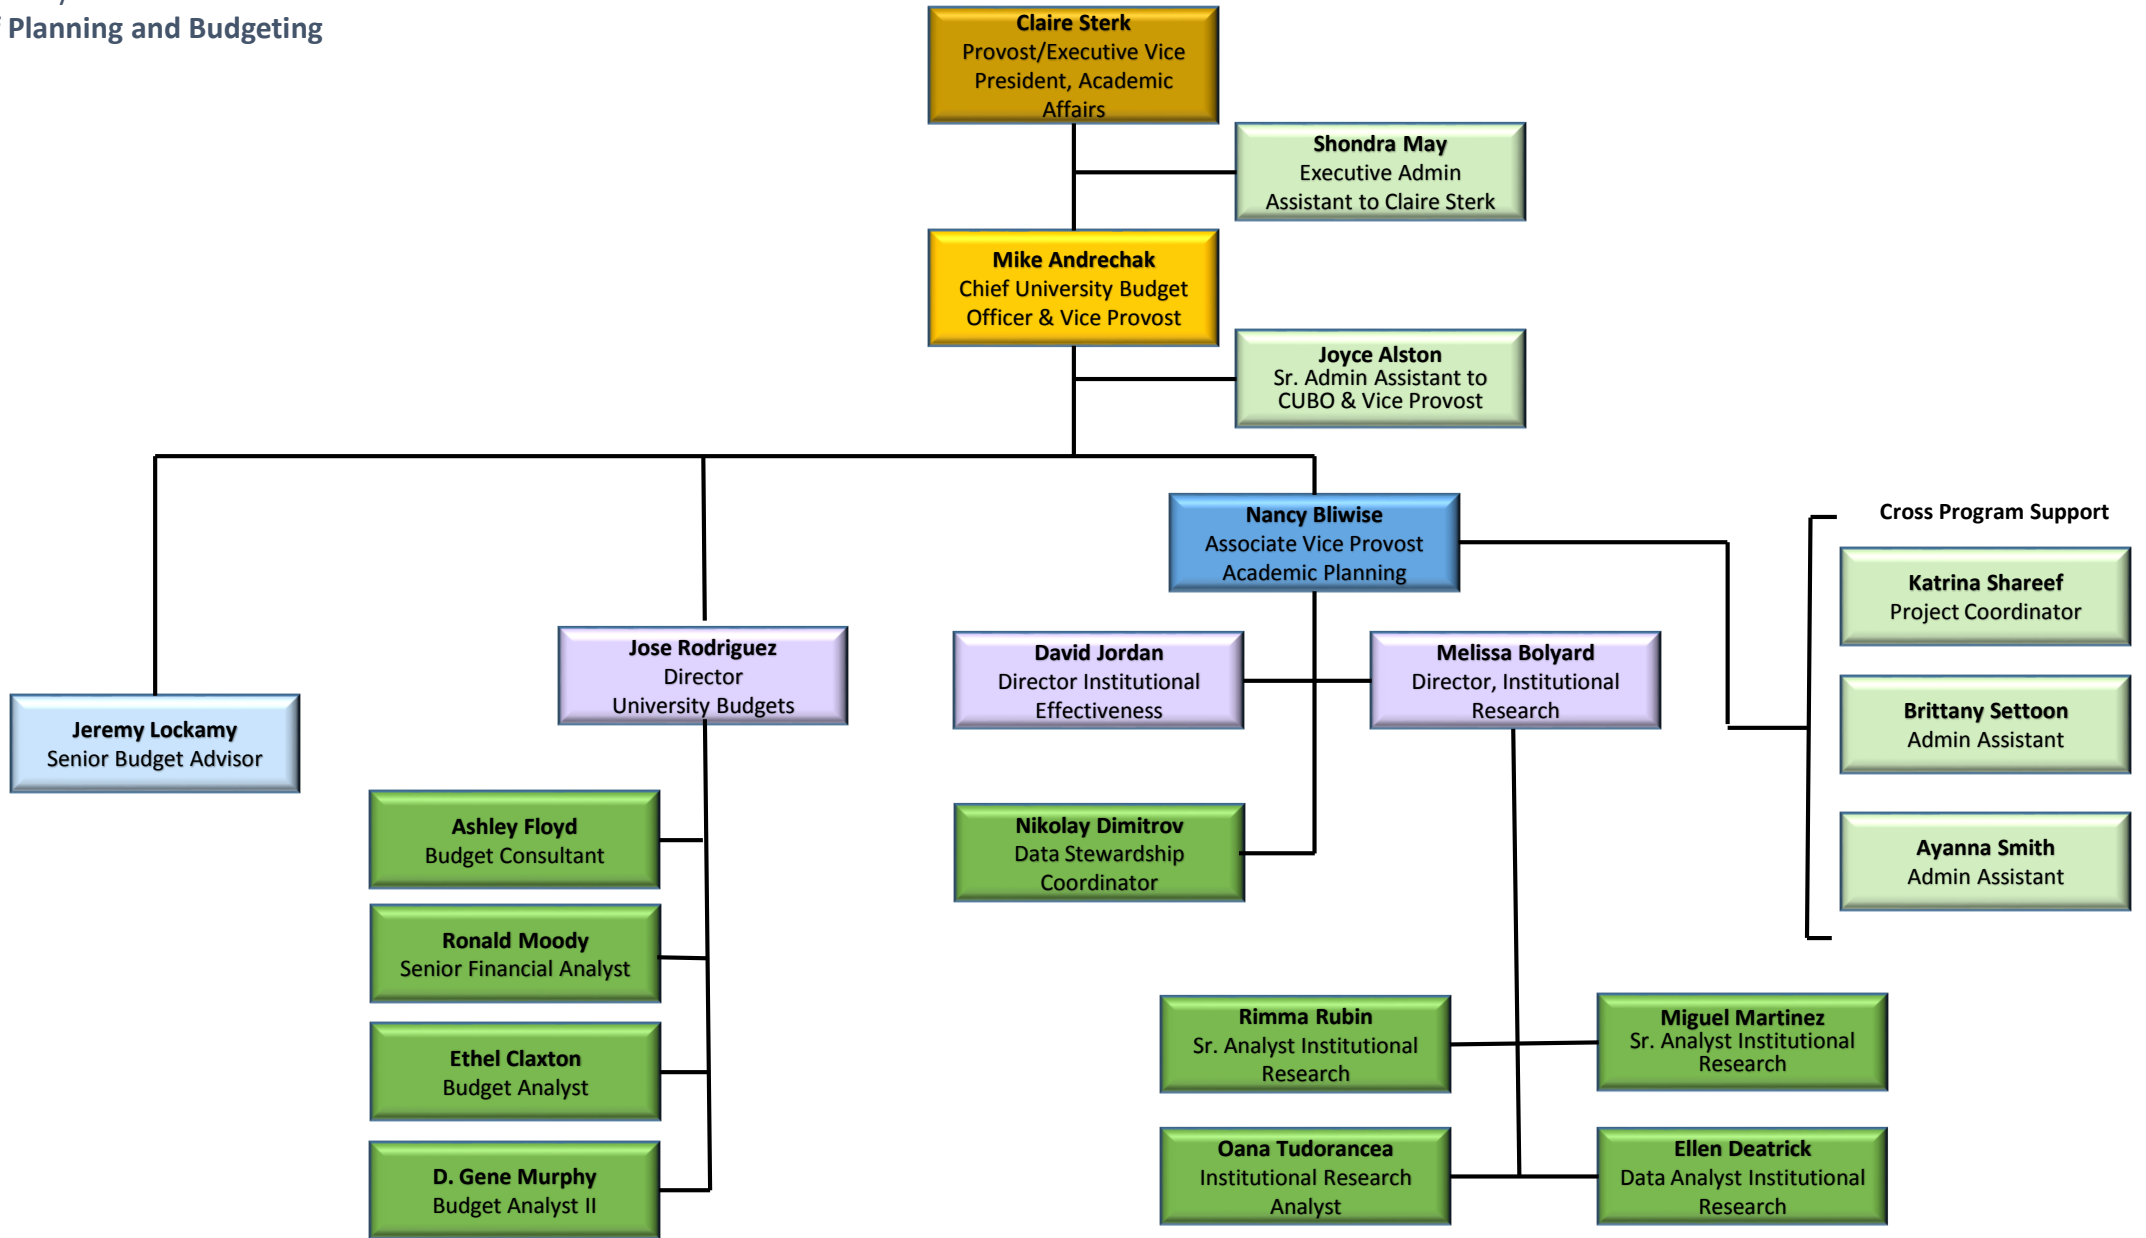 Planning and Budgeting
Claire Sterk
Provost/Executive Vice
President, Academic
Affairs
Shondra May
Executive Admin
Assistant to Claire Sterk
Mike Andrechak
Chief University Budget
Officer & Vice Provost
Joyce Alston
Sr. Admin Assistant to
CUBO & Vice Provost
Nancy Bliwise
Associate Vice Provost
Academic Planning
Cross Program Support
Katrina Shareef
Project Coordinator
Brittany Settoon
Admin Assistant
Ayanna Smith
Admin Assistant
Jeremy Lockamy
Senior Budget Advisor
Jose Rodriguez
Director
University Budgets
David Jordan
Director Institutional
Effectiveness
Melissa Bolyard
Director, Institutional
Research
Ashley Floyd
Budget Consultant
Ronald Moody
Senior Financial Analyst
Ethel Claxton
Budget Analyst
D. Gene Murphy
Budget Analyst II
Nikolay Dimitrov
Data Stewardship
Coordinator
Rimma Rubin
Sr. Analyst Institutional
Research
Miguel Martinez
Sr. Analyst Institutional
Research
Oana Tudorancea
Institutional Research
Analyst
Ellen Deatrick
Data Analyst Institutional
Research